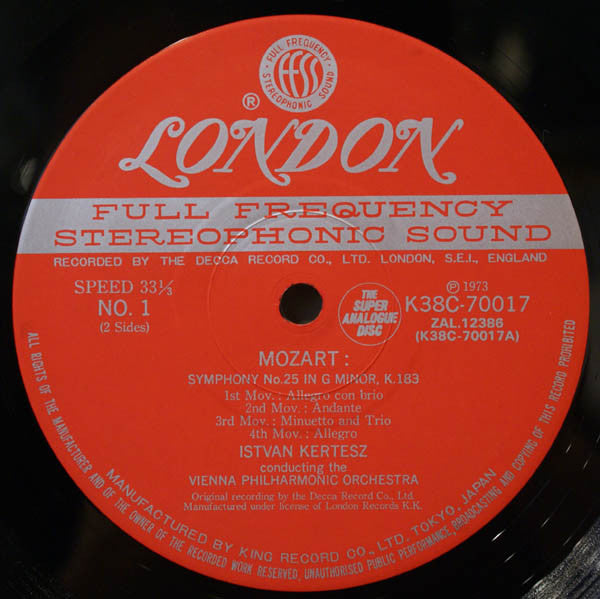 FULL FREQUENCY
ffss
STEREOPHONIC SOUND
®
LONDON
FULL FREQUENCY
STEREOPHONIC SOUND
RECORDED BY THE DECCA RECORD CO., LTD. LONDON, S.E.I., ENGLAND
SPEED 33⅓
NO. 1
(2 Sides)
THE
SUPER
ANALOGUE
DISC
℗ 1973
K38C-70017
ZAL.12386
(K38C-70017A)
MOZART :
SYMPHONY No.25 IN G MINOR, K.183
1st Mov. : Allegro con brio
2nd Mov. : Andante
3rd Mov. : Minuetto and Trio
4th Mov. : Allegro
ISTVAN KERTESZ
conducting the
VIENNA PHILHARMONIC ORCHESTRA
Original recording by the Decca Record Co., Ltd.
Manufactured under license of London Records K.K.
MANUFACTURED BY KING RECORD CO., LTD. TOKYO, JAPAN
ALL RIGHTS OF THE MANUFACTURER AND OF THE OWNER OF THE RECORDED WORK RESERVED, UNAUTHORISED PUBLIC PERFORMANCE, BROADCASTING AND COPYING OF THIS RECORD PROHIBITED